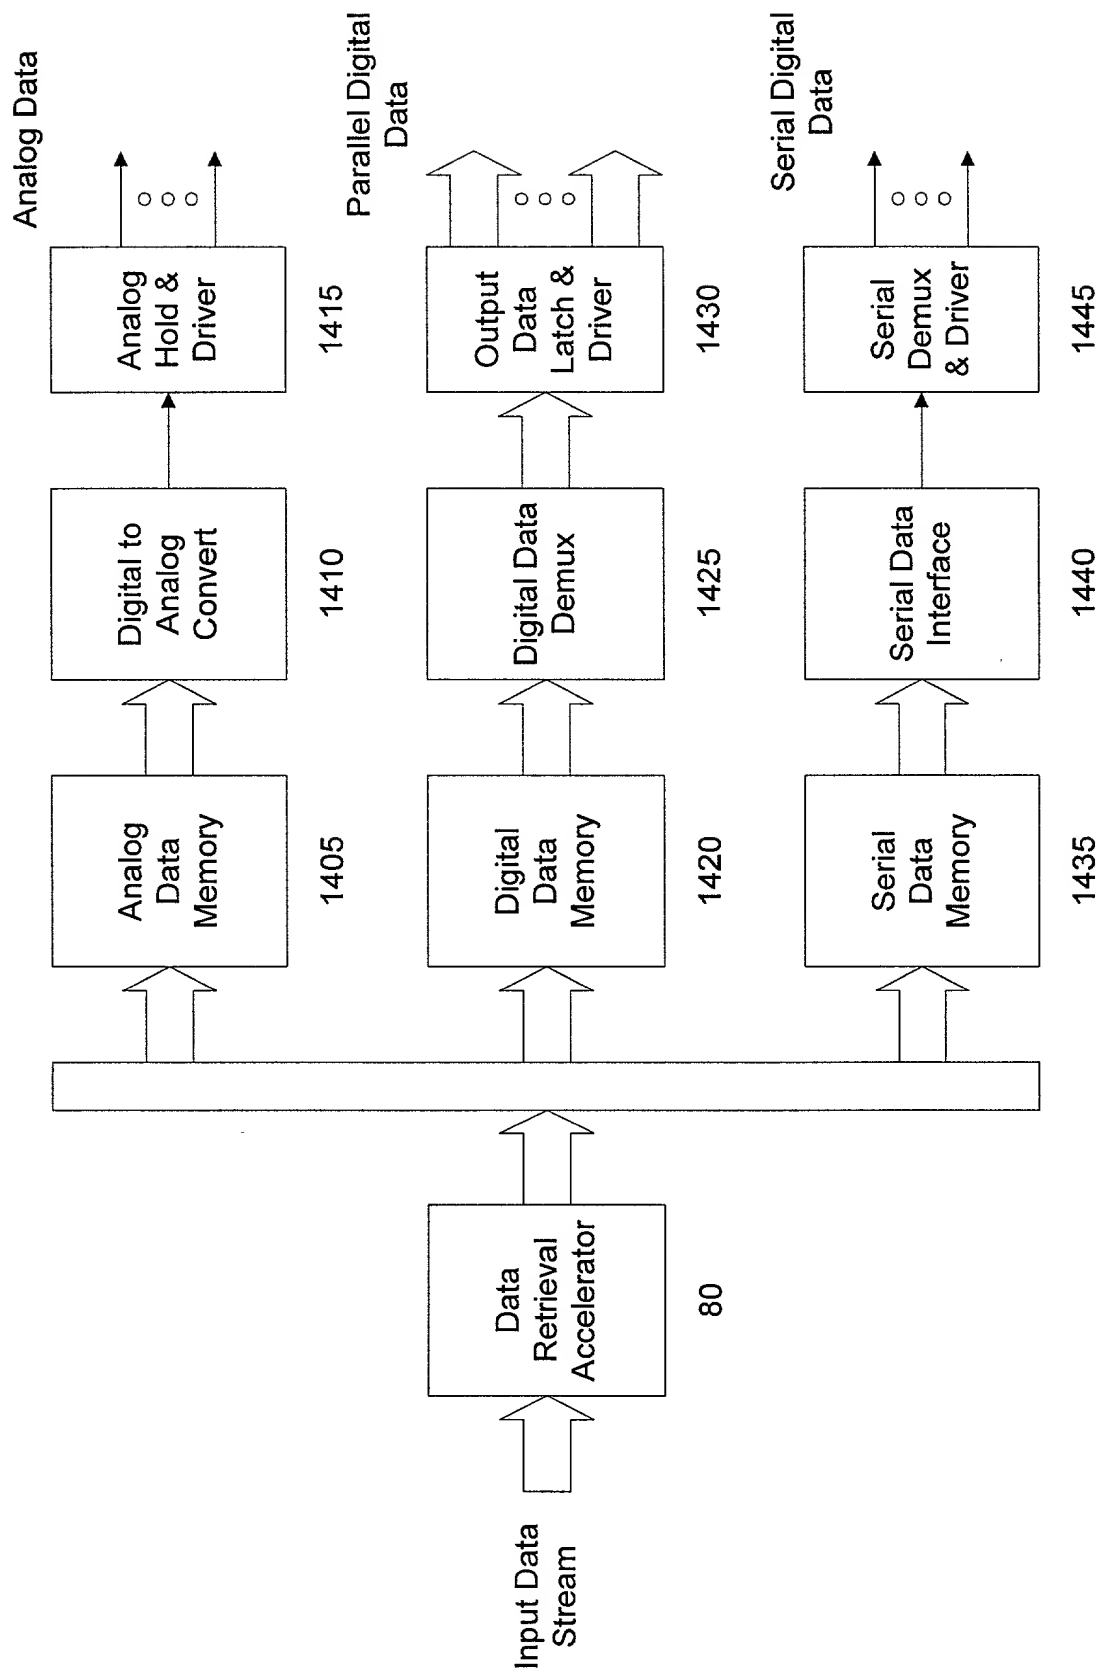 Input Data
Stream
Data
Retrieval
Accelerator
80
Analog
Data
Memory
1405
Digital to
Analog
Convert
1410
Analog
Hold &
Driver
1415
Analog Data
Digital
Data
Memory
1420
Digital Data
Demux
1425
Output
Data
Latch &
Driver
1430
Parallel Digital
Data
Serial
Data
Memory
1435
Serial Data
Interface
1440
Serial
Demux
& Driver
1445
Serial Digital
Data